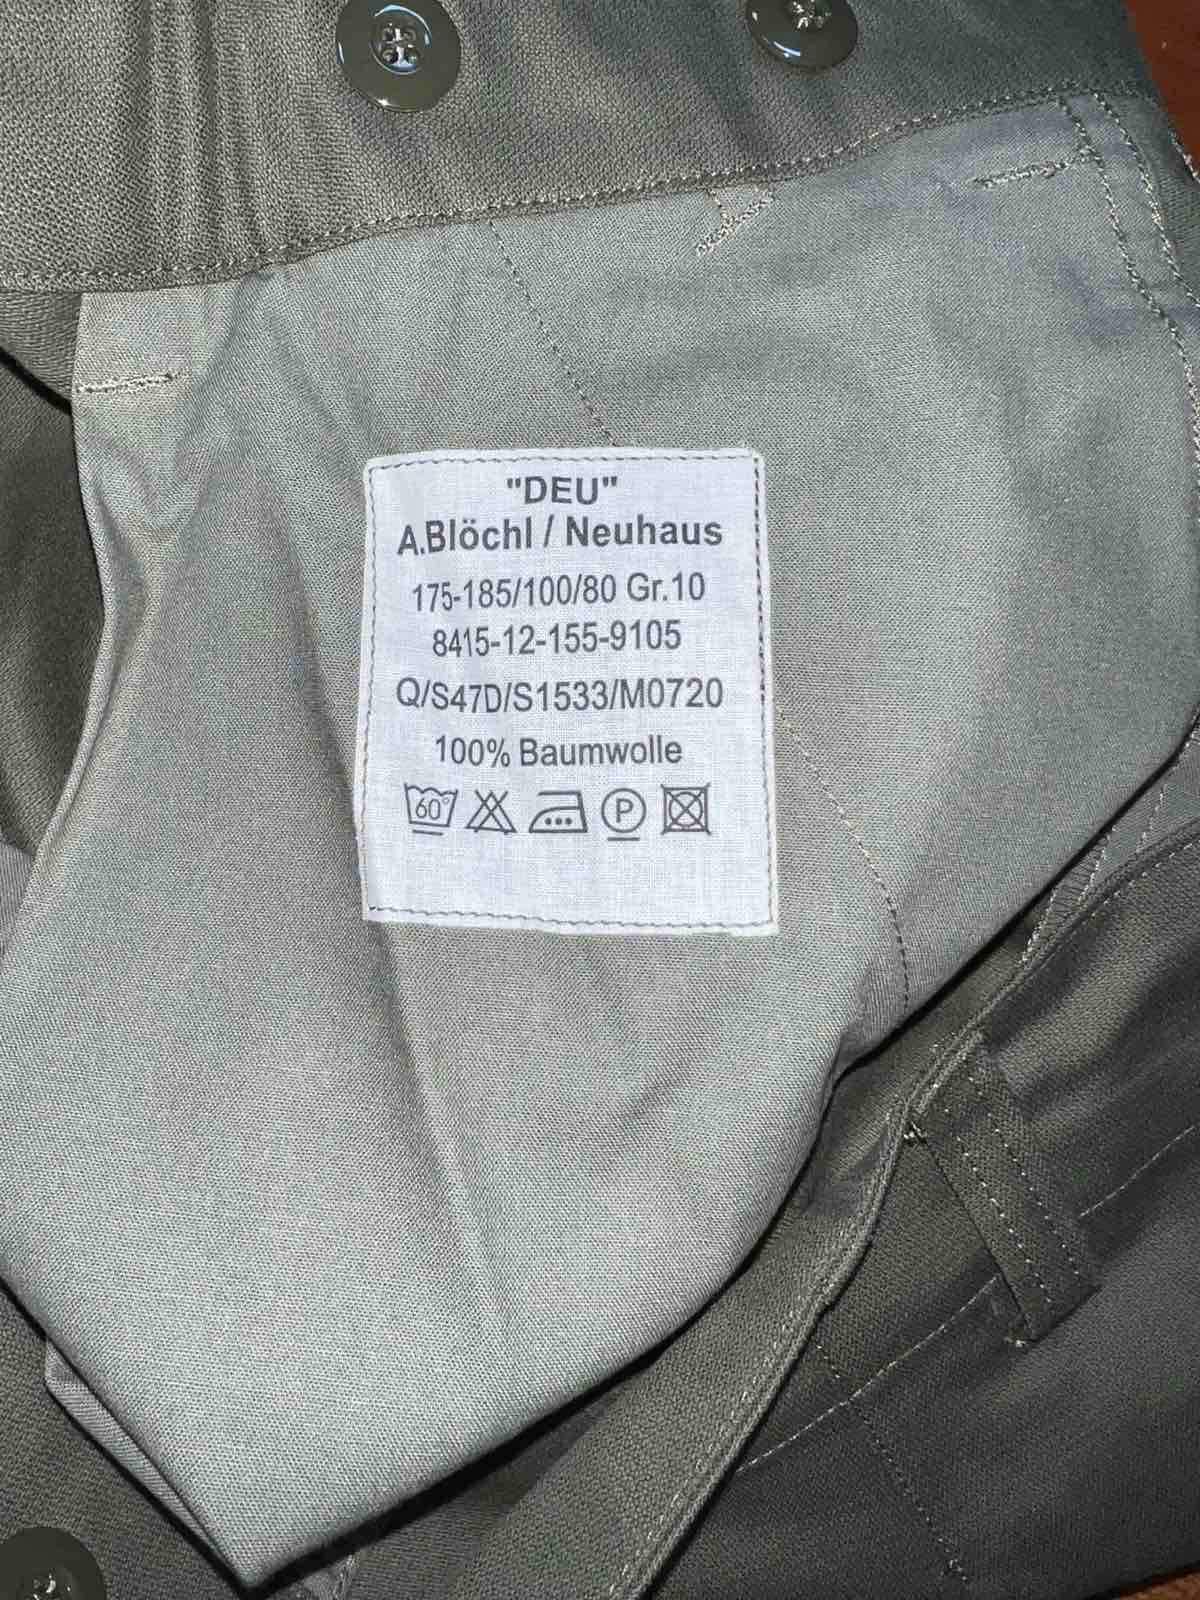 "DEU"
A.Blöchl / Neuhaus
175-185/100/80 Gr.10
8415-12-155-9105
Q/S47D/S1533/M0720
100% Baumwolle
60° P